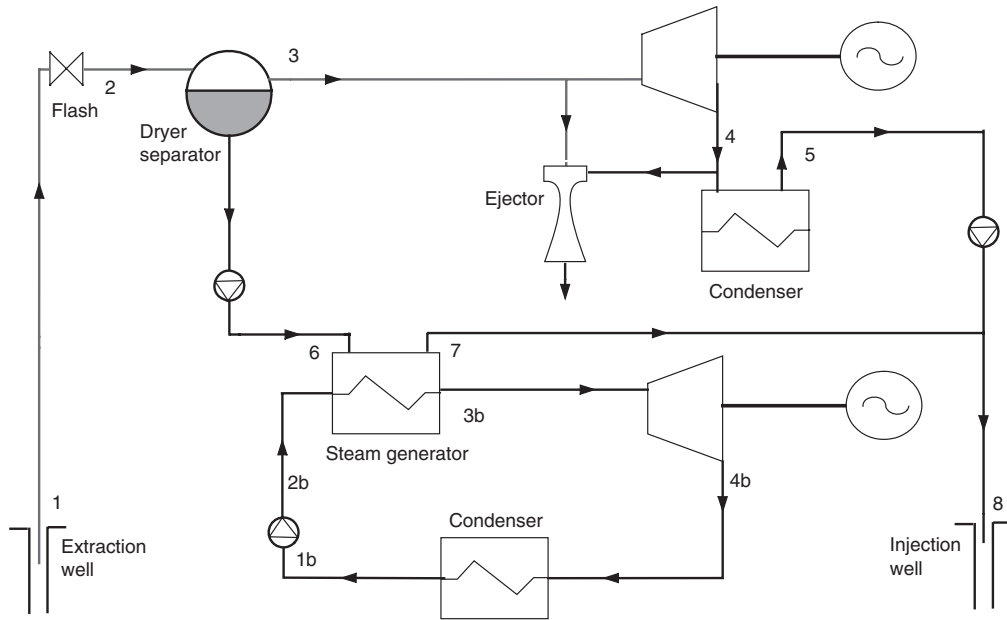 3
2
Flash
Dryer
separator
4
5
Ejector
Condenser
6
7
3b
Steam generator
2b
4b
1
Condenser
8
1b
Extraction
well
Injection
well